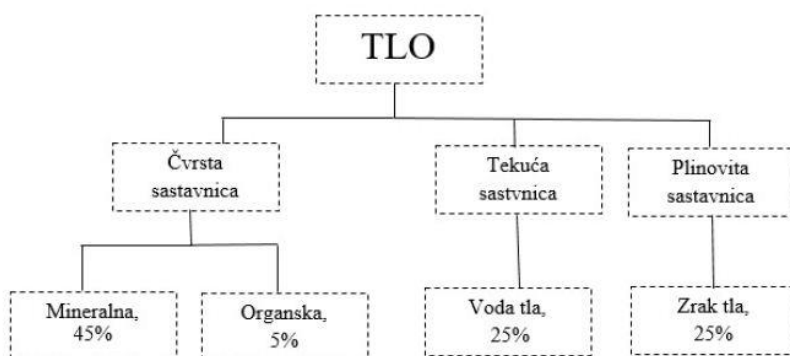 TLO
Čvrsta
sastavnica
Tekuća
sastvnica
Plinovita
sastavnica
Mineralna,
45%
Organska,
5%
Voda tla,
25%
Zrak tla,
25%